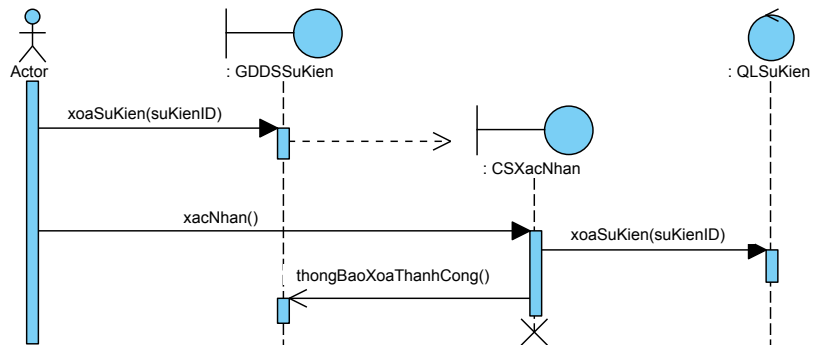 Actor
: GDDSSuKien
: QLSuKien
xoaSuKien(suKienID)
: CSXacNhan
xacNhan()
xoaSuKien(suKienID)
thongBaoXoaThanhCong()